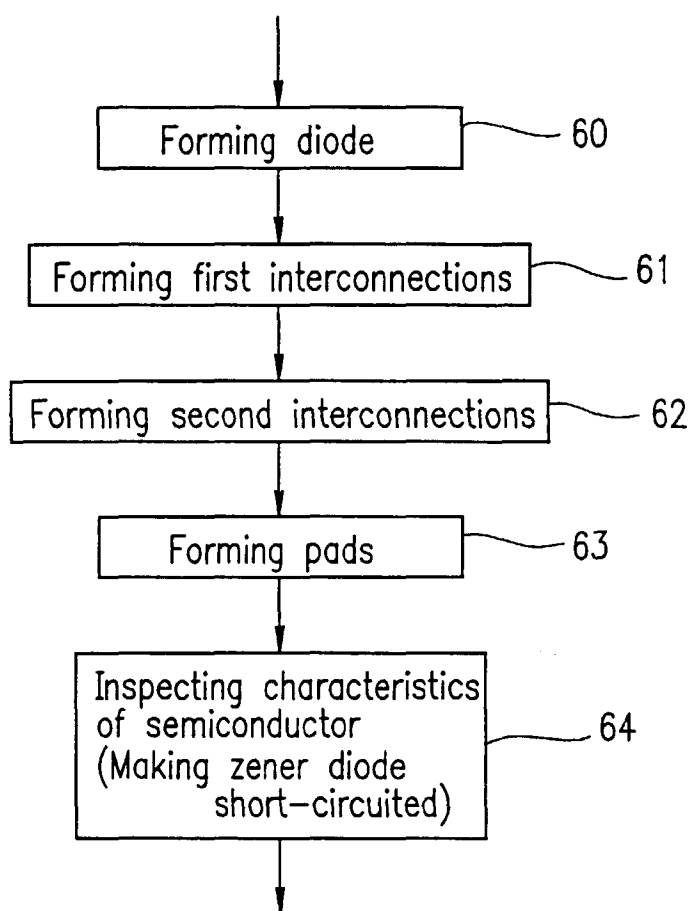 Forming diode
60
Forming first interconnections
61
Forming second interconnections
62
Forming pads
63
Inspecting characteristics
of semiconductor
(Making zener diode
short-circuited)
64